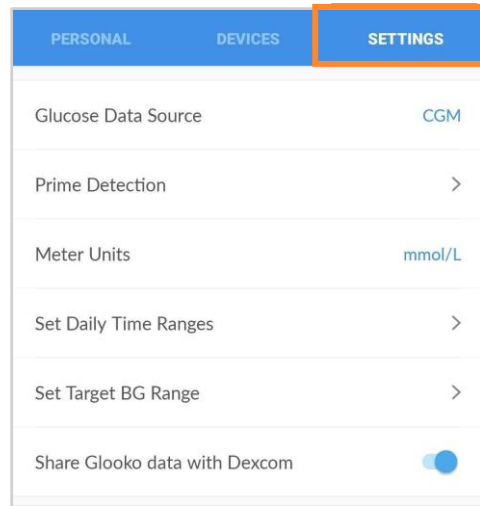 PERSONAL DEVICES SETTINGS
Glucose Data Source CGM
Prime Detection
Meter Units mmol/L
Set Daily Time Ranges
Set Target BG Range
Share Glooko data with Dexcom